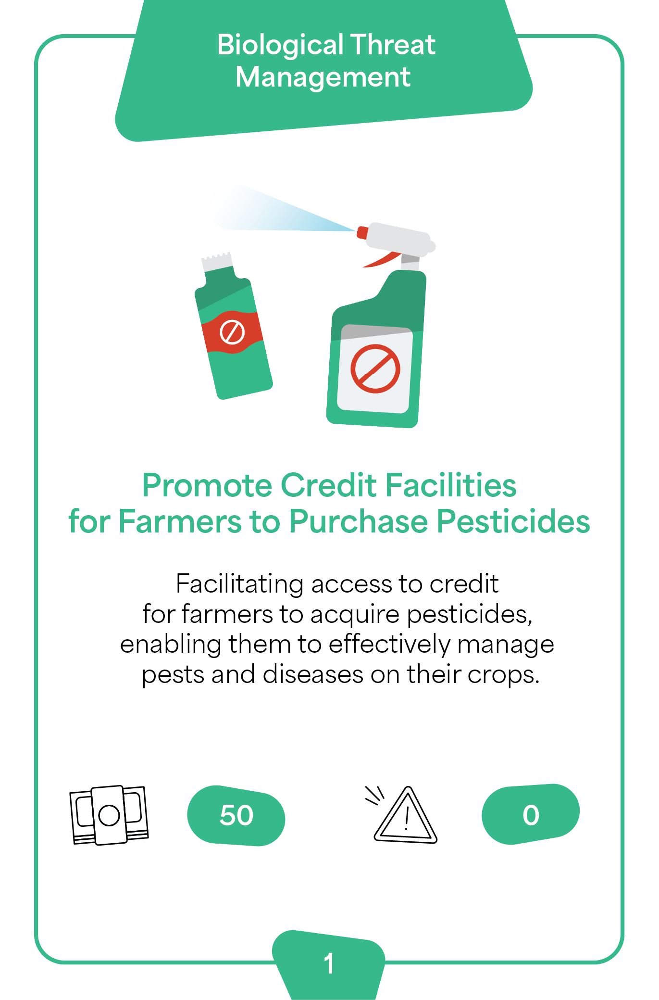 Biological Threat
Management
Promote Credit Facilities
for Farmers to Purchase Pesticides
Facilitating access to credit
for farmers to acquire pesticides,
enabling them to effectively manage
pests and diseases on their crops.
50
!
0
1